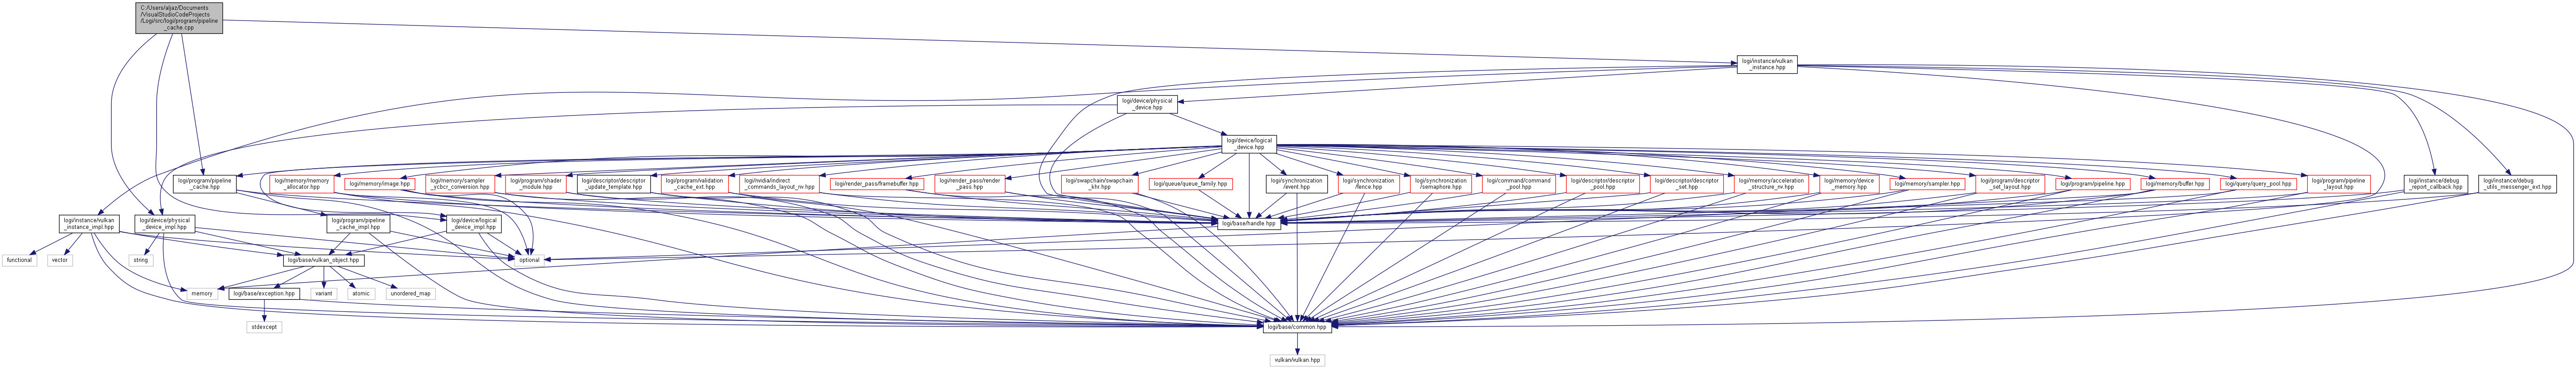 C:/Users/aljaz/Documents
/VisualStudioCodeProjects
/Logi/src/logi/program/pipeline
_cache.cpp
logi/instance/vulkan
_instance.hpp
logi/device/physical
_device.hpp
logi/device/logical
_device.hpp
logi/program/pipeline
_cache.hpp
logi/memory/memory
_allocator.hpp
logi/memory/image.hpp
logi/memory/sampler
_ycbcr_conversion.hpp
logi/program/shader
_module.hpp
logi/descriptor/descriptor
_update_template.hpp
logi/program/validation
_cache_ext.hpp
logi/nvidia/indirect
_commands_layout_nv.hpp
logi/render_pass/framebuffer.hpp
logi/render_pass/render
_pass.hpp
logi/swapchain/swapchain
_khr.hpp
logi/queue/queue_family.hpp
logi/synchronization
/event.hpp
logi/synchronization
/fence.hpp
logi/synchronization
/semaphore.hpp
logi/command/command
_pool.hpp
logi/descriptor/descriptor
_pool.hpp
logi/descriptor/descriptor
_set.hpp
logi/memory/acceleration
_structure_nv.hpp
logi/memory/device
_memory.hpp
logi/memory/sampler.hpp
logi/program/descriptor
_set_layout.hpp
logi/program/pipeline.hpp
logi/memory/buffer.hpp
logi/query/query_pool.hpp
logi/program/pipeline
_layout.hpp
logi/instance/debug
_report_callback.hpp
logi/instance/debug
_utils_messenger_ext.hpp
logi/instance/vulkan
_instance_impl.hpp
logi/device/physical
_device_impl.hpp
logi/program/pipeline
_cache_impl.hpp
logi/device/logical
_device_impl.hpp
logi/base/handle.hpp
functional
vector
string
logi/base/vulkan_object.hpp
optional
memory
logi/base/exception.hpp
variant
atomic
unordered_map
stdexcept
logi/base/common.hpp
vulkan/vulkan.hpp